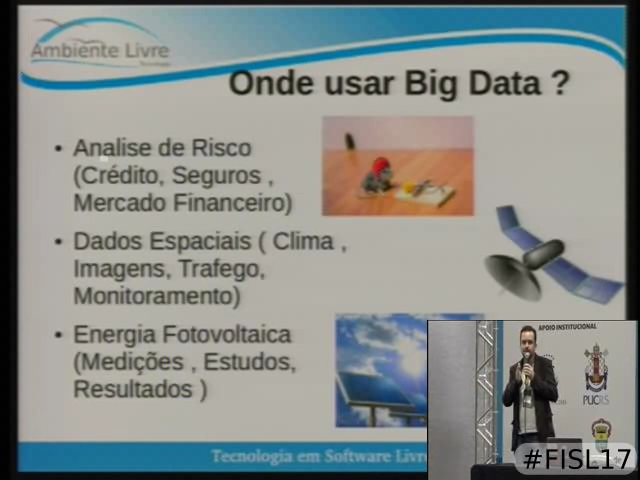 Ambiente Livre
Tecnologia
Onde usar Big Data ?
• Analise de Risco
(Crédito, Seguros ,
Mercado Financeiro)
• Dados Espaciais ( Clima ,
Imagens, Trafego,
Monitoramento)
• Energia Fotovoltaica
(Medições , Estudos,
Resultados )
Tecnologia em Software Livre
APOIO INSTITUCIONAL
PUCRS
#FISL17